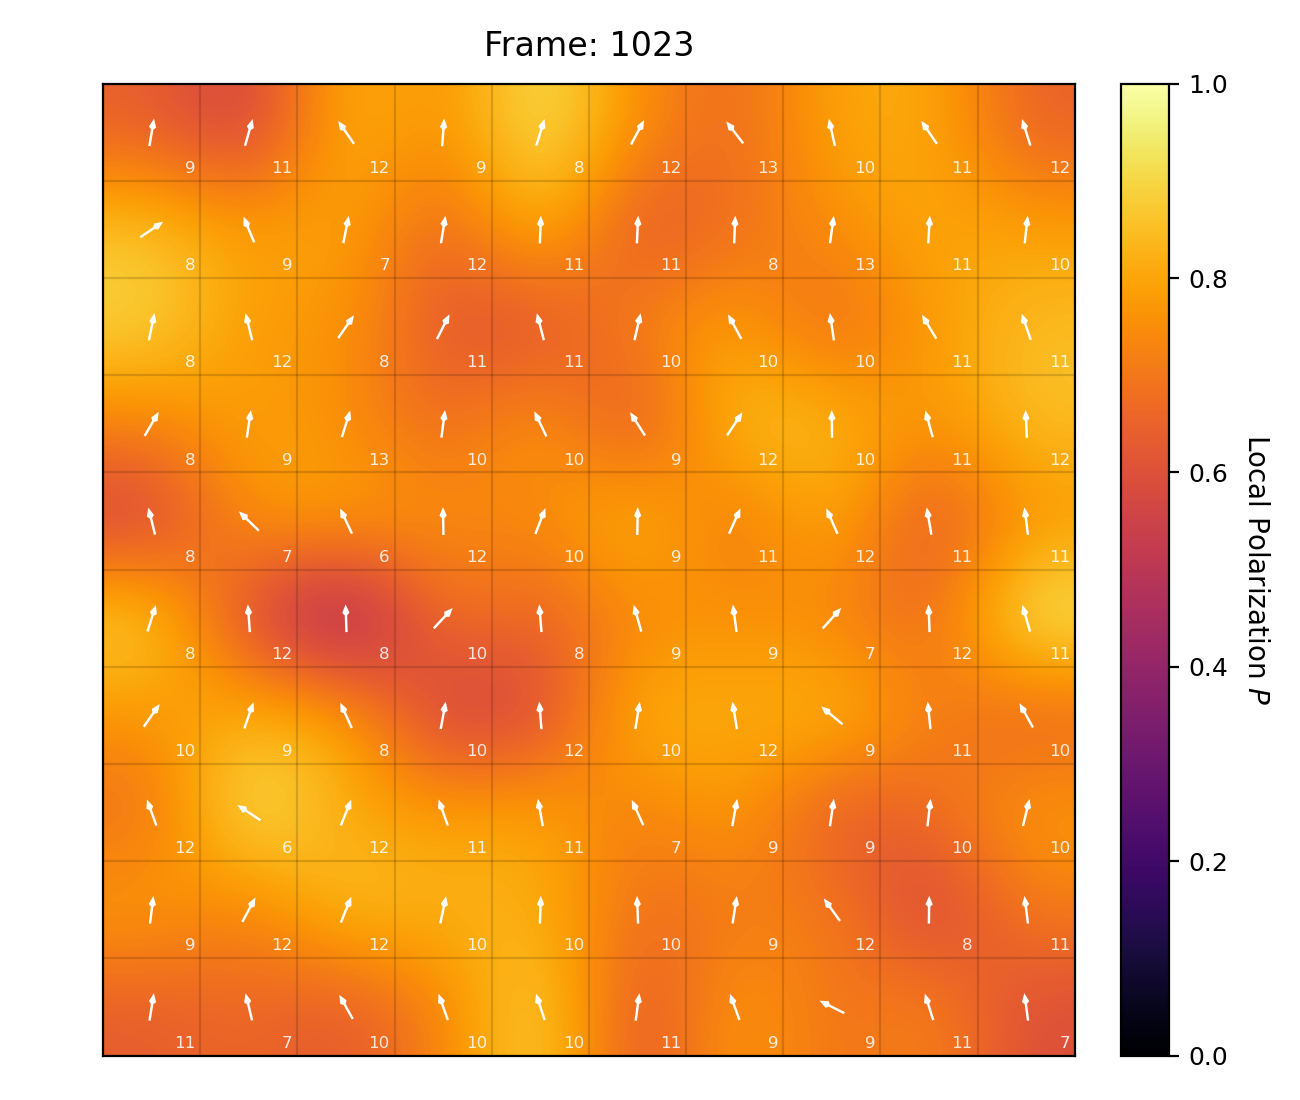 Frame: 1023
9 11 12 9 8 12 13 10 11 12
8 9 7 12 11 11 8 13 11 10
8 12 8 11 11 10 10 10 11 11
8 9 13 10 10 9 12 10 11 12
8 7 6 12 10 9 11 12 11 11
8 12 8 10 8 9 9 7 12 11
10 9 8 10 12 10 12 9 11 10
12 6 12 11 11 7 9 9 10 10
9 12 12 10 10 10 9 12 8 11
11 7 10 10 10 11 9 9 11 7
1.0
0.8
0.6
0.4
0.2
0.0
Local Polarization P